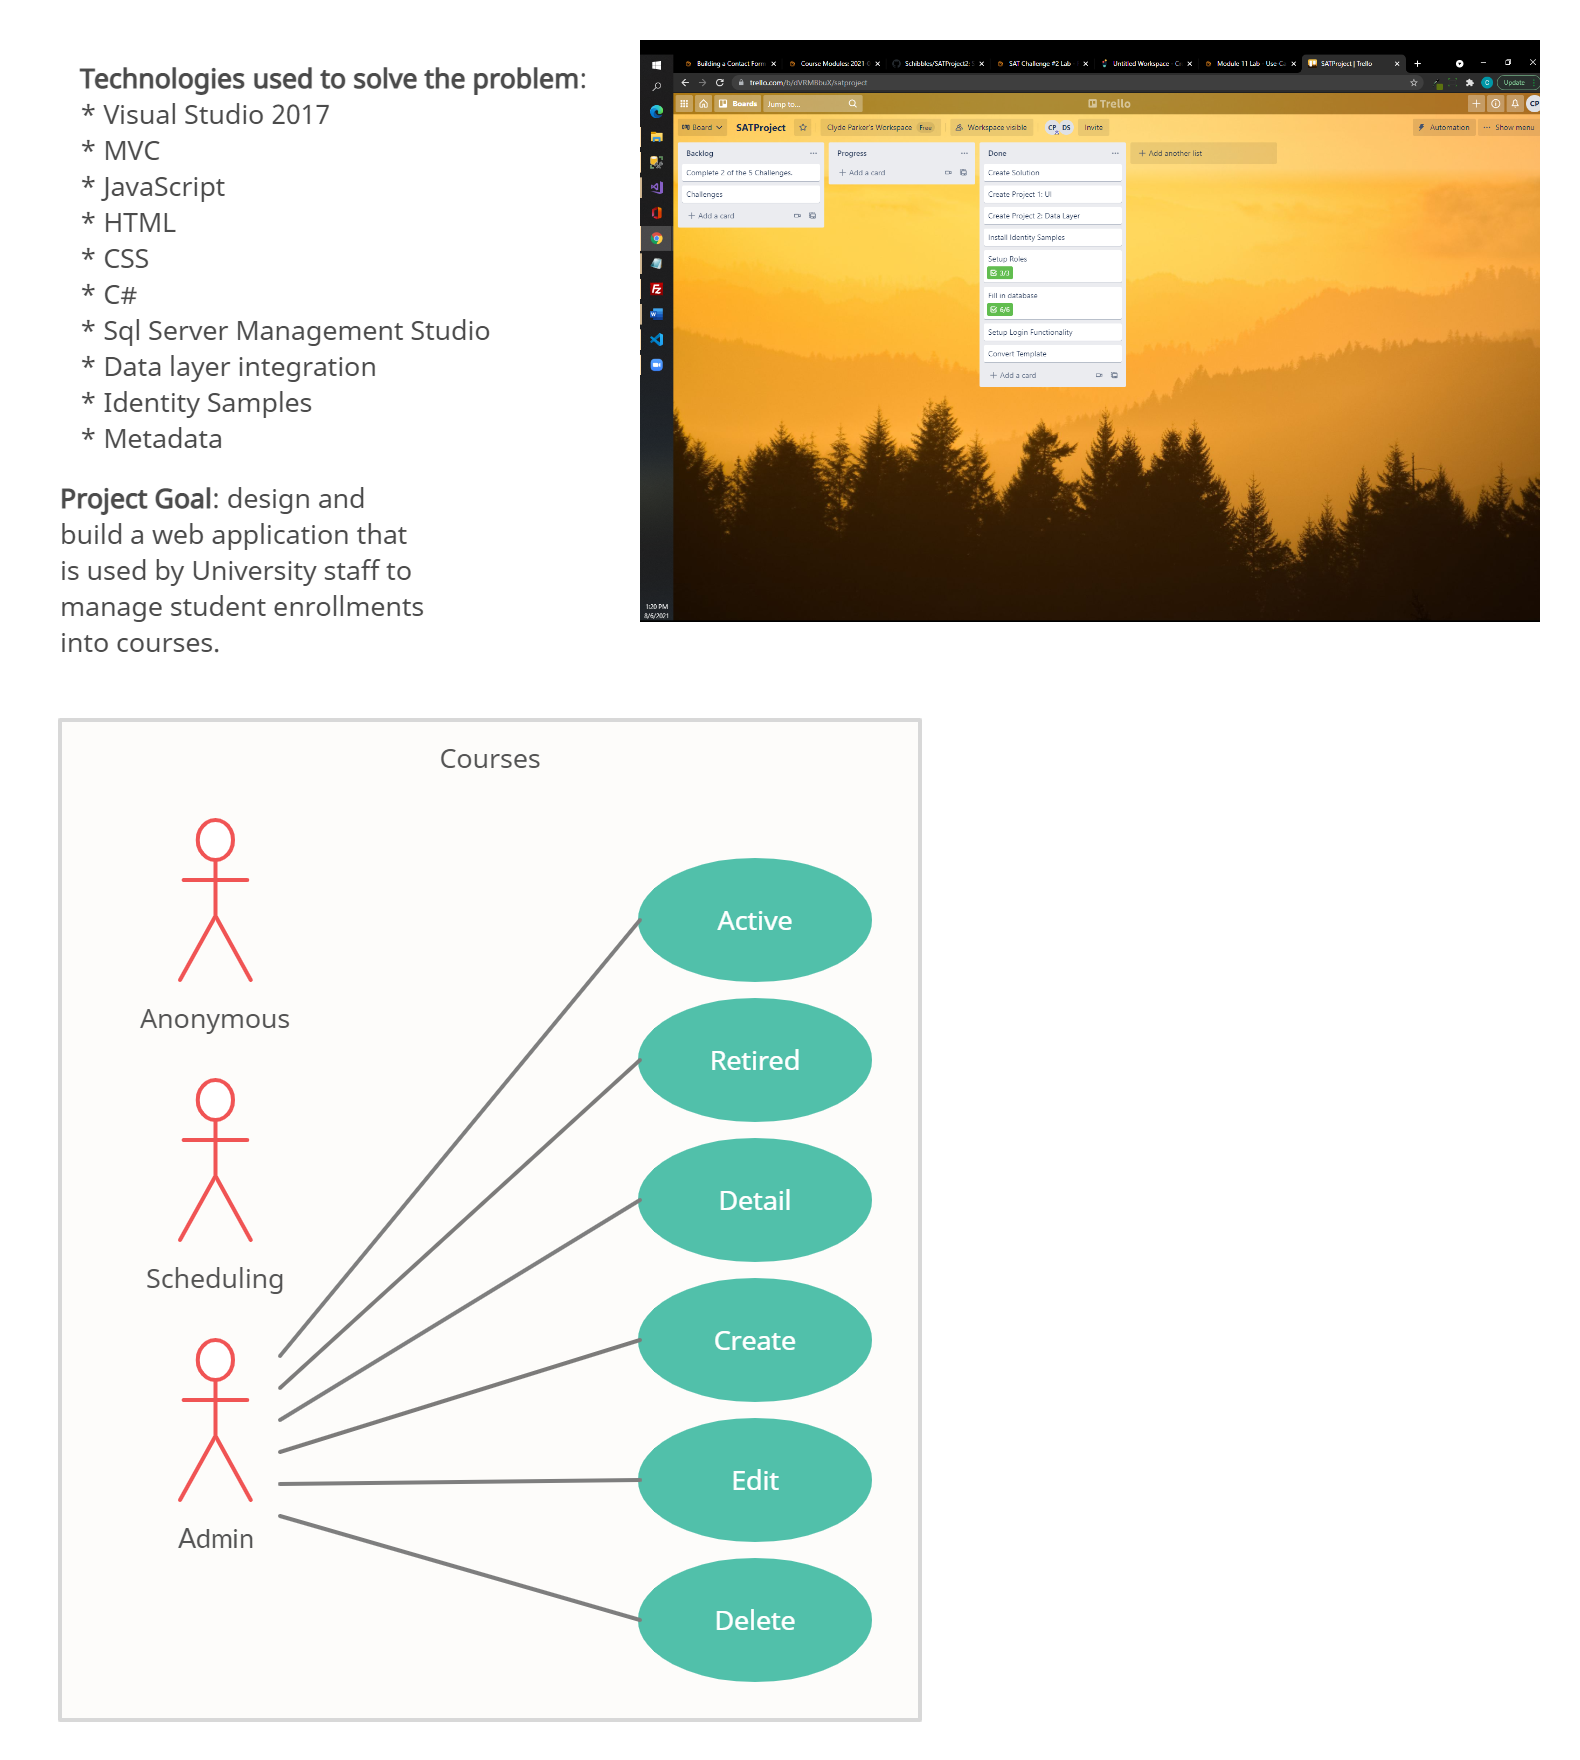 Technologies used to solve the problem:
* Visual Studio 2017
* MVC
* JavaScript
* HTML
* CSS
* C#
* Sql Server Management Studio
* Data layer integration
* Identity Samples
* Metadata
Project Goal: design and
build a web application that
is used by University staff to
manage student enrollments
into courses.
Building a Contact Form
Course Modules: 2021
Schibbles/SATProject2:
SAT Challenge #2 Lab
Untitled Workspace - C
Module 11 Lab - Use C
SATProject | Trello
Update
Boards
Jump to...
Trello
CP
Board
SATProject
Clyde Parker's Workspace Free
Workspace visible
CP DS
Invite
Automation
Show menu
Backlog
Complete 2 of the 5 Challenges.
Challenges
+ Add a card
Progress
+ Add a card
Done
Create Solution
Create Project 1: UI
Create Project 2: Data Layer
Install Identity Samples
Setup Roles
3/3
Fill in database
6/6
Setup Login Functionality
Convert Template
+ Add a card
+ Add another list
1:20 PM
8/6/2021
Courses
Anonymous
Scheduling
Admin
Active
Retired
Detail
Create
Edit
Delete